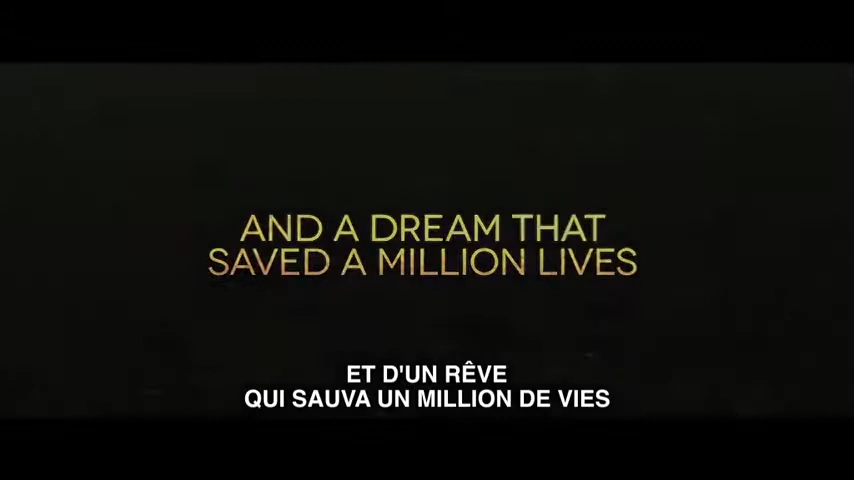 AND A DREAM THAT
SAVED A MILLION LIVES
ET D'UN RÊVE
QUI SAUVA UN MILLION DE VIES